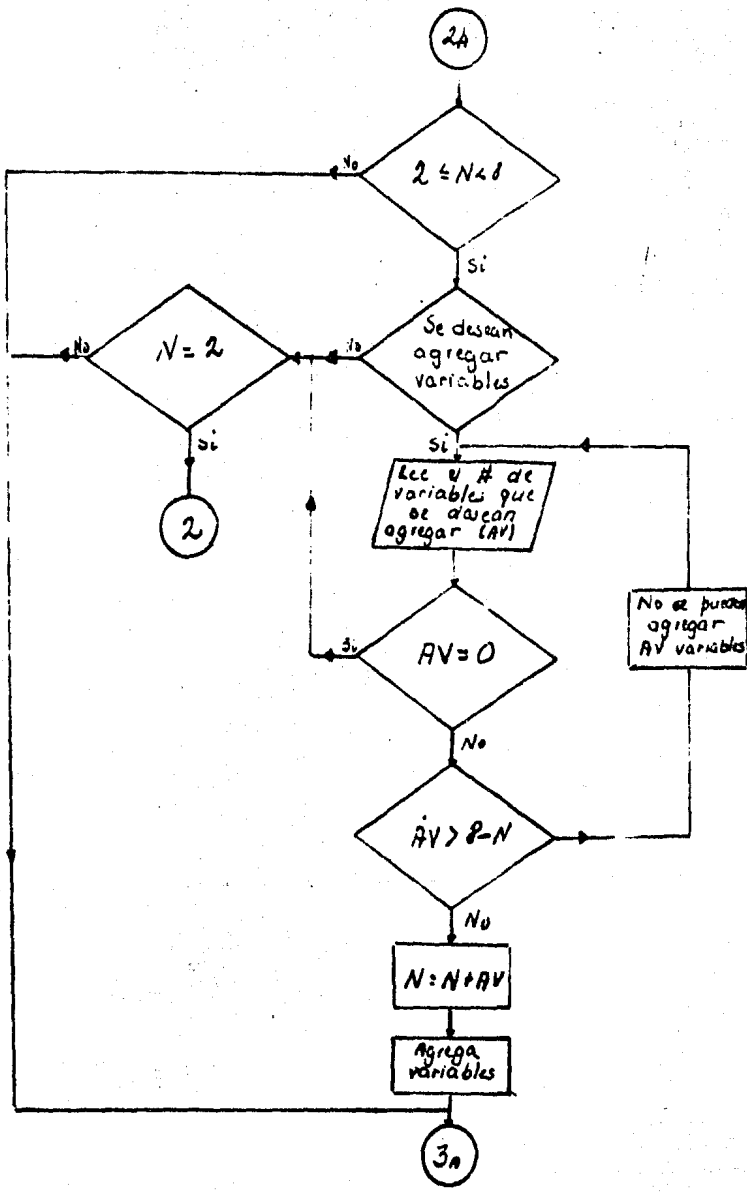 2A
2 ≤ N < 8
No
Si
Se desean
agregar
variables
No
N = 2
No
Si
2
Si
Lee el # de
variables que
se desean
agregar (AV)
No se pueden
agregar
AV variables
AV = 0
Si
No
AV > 8-N
No
N = N+AV
Agrega
variables
3A